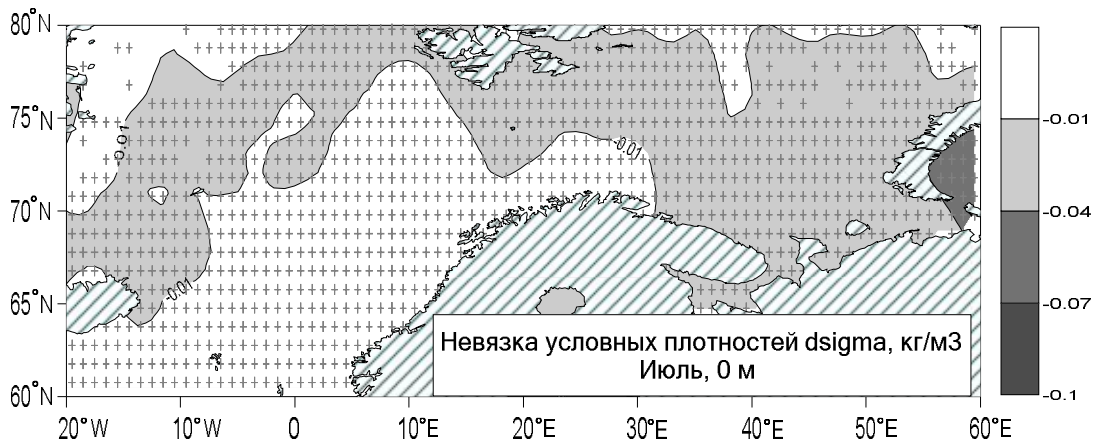 80°N
75°N
70°N
65°N
60°N
20°W
10°W
0
10°E
20°E
30°E
40°E
50°E
60°E
-0.01
-0.01
-0.01
Невязка условных плотностей dsigma, кг/м3
Июль, 0 м
-0.01
-0.04
-0.07
-0.1